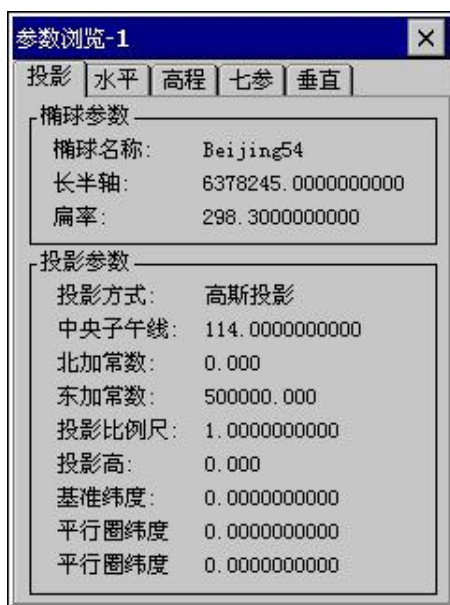 参数浏览-1
投影 水平 高程 七参 垂直
椭球参数
椭球名称: Beijing54
长半轴: 6378245.0000000000
扁率: 298.3000000000
投影参数
投影方式: 高斯投影
中央子午线: 114.0000000000
北加常数: 0.000
东加常数: 500000.000
投影比例尺: 1.0000000000
投影高: 0.000
基准纬度: 0.0000000000
平行圈纬度 0.0000000000
平行圈纬度 0.0000000000